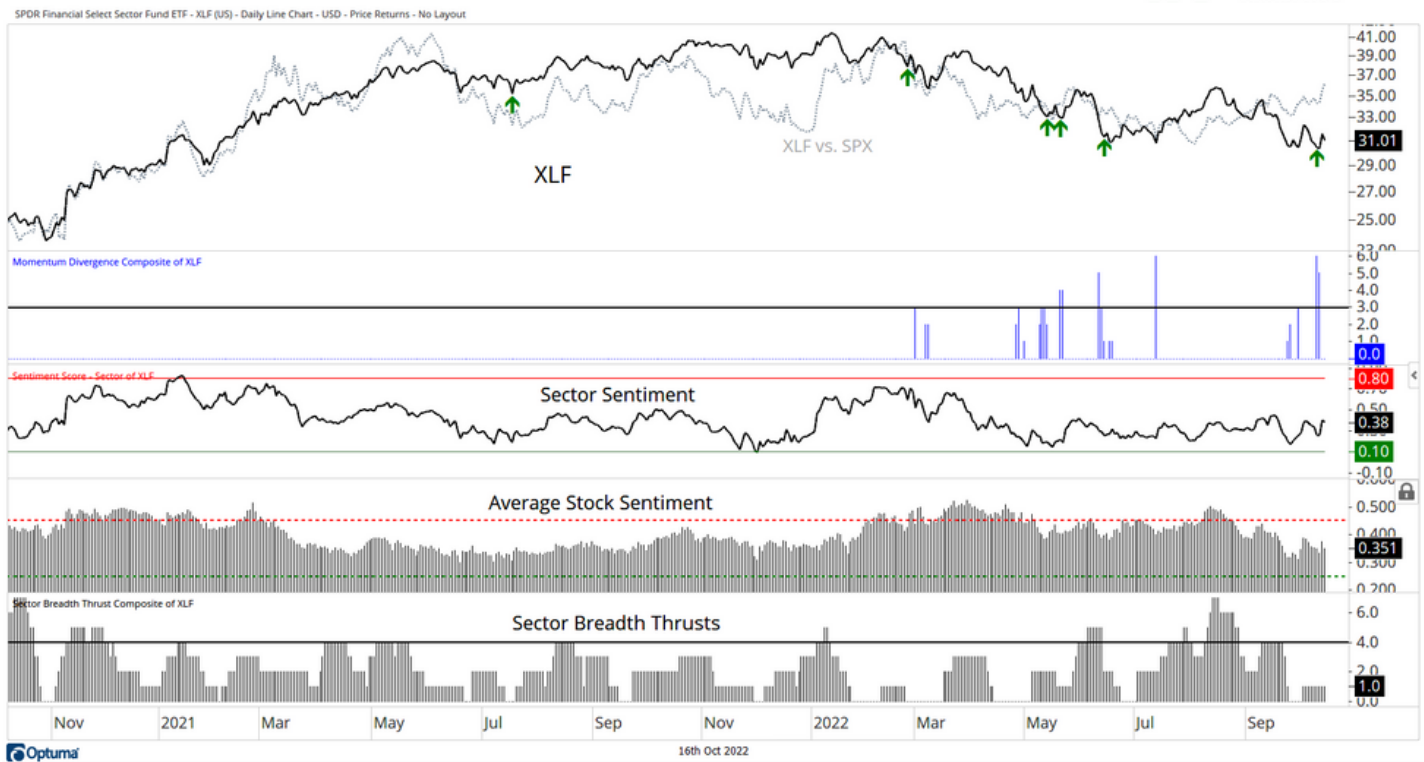 SPDR Financial Select Sector Fund ETF - XLF (US) - Daily Line Chart - USD - Price Returns - No Layout
41.00
39.00
37.00
35.00
33.00
31.01
29.00
27.00
25.00
23.00
XLF vs. SPX
XLF
Momentum Divergence Composite of XLF
6.0
5.0
4.0
3.0
2.0
1.0
0.0
Sentiment Score - Sector of XLF
Sector Sentiment
0.80
0.50
0.38
0.10
-0.10
Average Stock Sentiment
0.500
0.400
0.351
0.300
0.200
Sector Breadth Thrust Composite of XLF
Sector Breadth Thrusts
6.0
4.0
2.0
1.0
0.0
Nov 2021 Mar May Jul Sep Nov 2022 Mar May Jul Sep
Optuma
16th Oct 2022